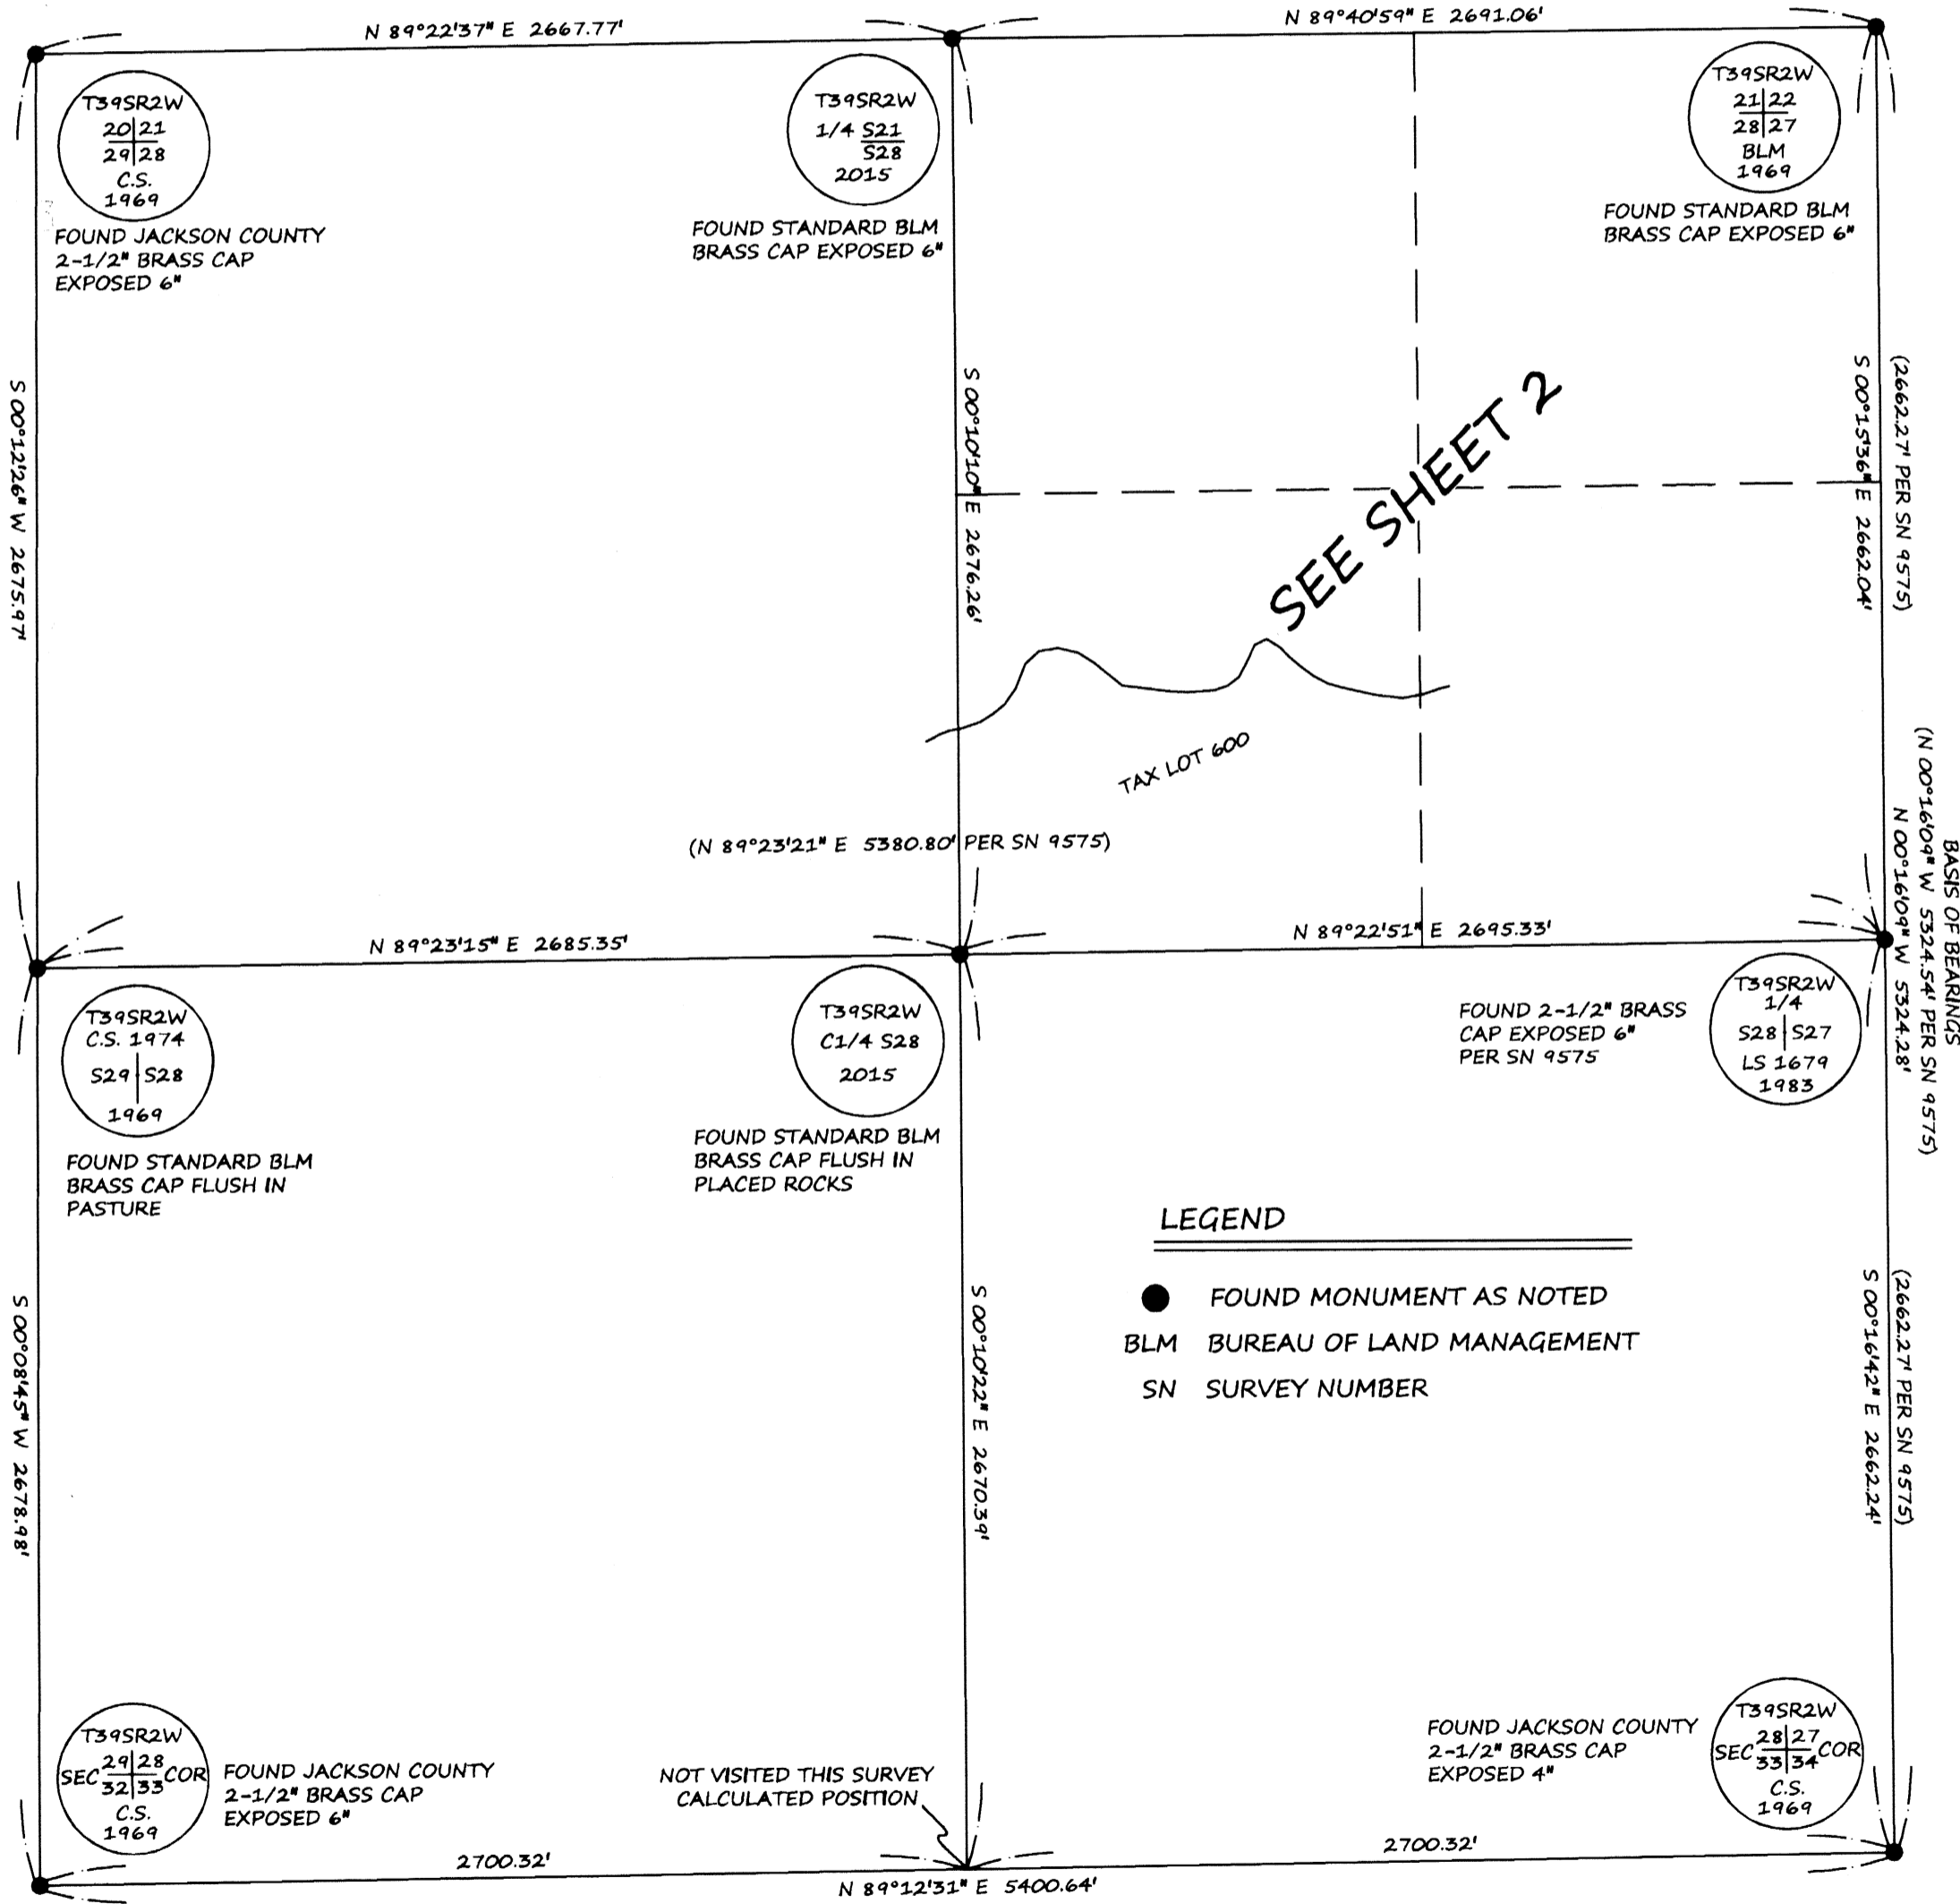 N 89°22'37" E 2667.77'
N 89°40'59" E 2691.06'
T39SR2W
20|21
29|28
C.S.
1969
FOUND JACKSON COUNTY
2-1/2" BRASS CAP
EXPOSED 6"
T39SR2W
1/4 S21
S28
2015
FOUND STANDARD BLM
BRASS CAP EXPOSED 6"
T39SR2W
21|22
28|27
BLM
1969
FOUND STANDARD BLM
BRASS CAP EXPOSED 6"
S 00°12'26" W 2675.97'
S 00°10'10" E 2676.26'
SEE SHEET 2
S 00°15'36" E 2662.04'
(2662.27' PER SN 9575)
TAX LOT 600
(N 89°23'21" E 5380.80' PER SN 9575)
BASIS OF BEARINGS
(N 00°16'09" W 5324.54' PER SN 9575)
N 00°16'09" W 5324.28'
N 89°23'15" E 2685.35'
N 89°22'51" E 2695.33'
T39SR2W
C.S. 1974
S29|S28
1969
FOUND STANDARD BLM
BRASS CAP FLUSH IN
PASTURE
T39SR2W
C1/4 S28
2015
FOUND STANDARD BLM
BRASS CAP FLUSH IN
PLACED ROCKS
FOUND 2-1/2" BRASS
CAP EXPOSED 6"
PER SN 9575
T39SR2W
1/4
S28|S27
LS 1679
1983
LEGEND
FOUND MONUMENT AS NOTED
BLM BUREAU OF LAND MANAGEMENT
SN SURVEY NUMBER
S 00°08'45" W 2678.98'
S 00°10'22" E 2670.39'
S 00°16'42" E 2662.24'
(2662.27' PER SN 9575)
T39SR2W
SEC 29|28 COR
32|33
C.S.
1969
FOUND JACKSON COUNTY
2-1/2" BRASS CAP
EXPOSED 6"
NOT VISITED THIS SURVEY
CALCULATED POSITION
FOUND JACKSON COUNTY
2-1/2" BRASS CAP
EXPOSED 4"
T39SR2W
SEC 28|27 COR
33|34
C.S.
1969
2700.32'
2700.32'
N 89°12'31" E 5400.64'